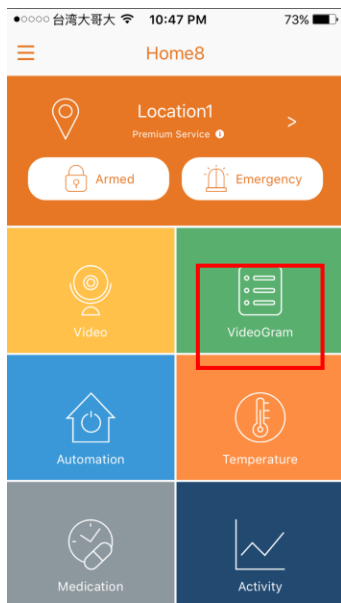 台湾大哥大 10:47 PM 73%
Home8
Location1
Premium Service
Armed Emergency
Video VideoGram
Automation Temperature
Medication Activity